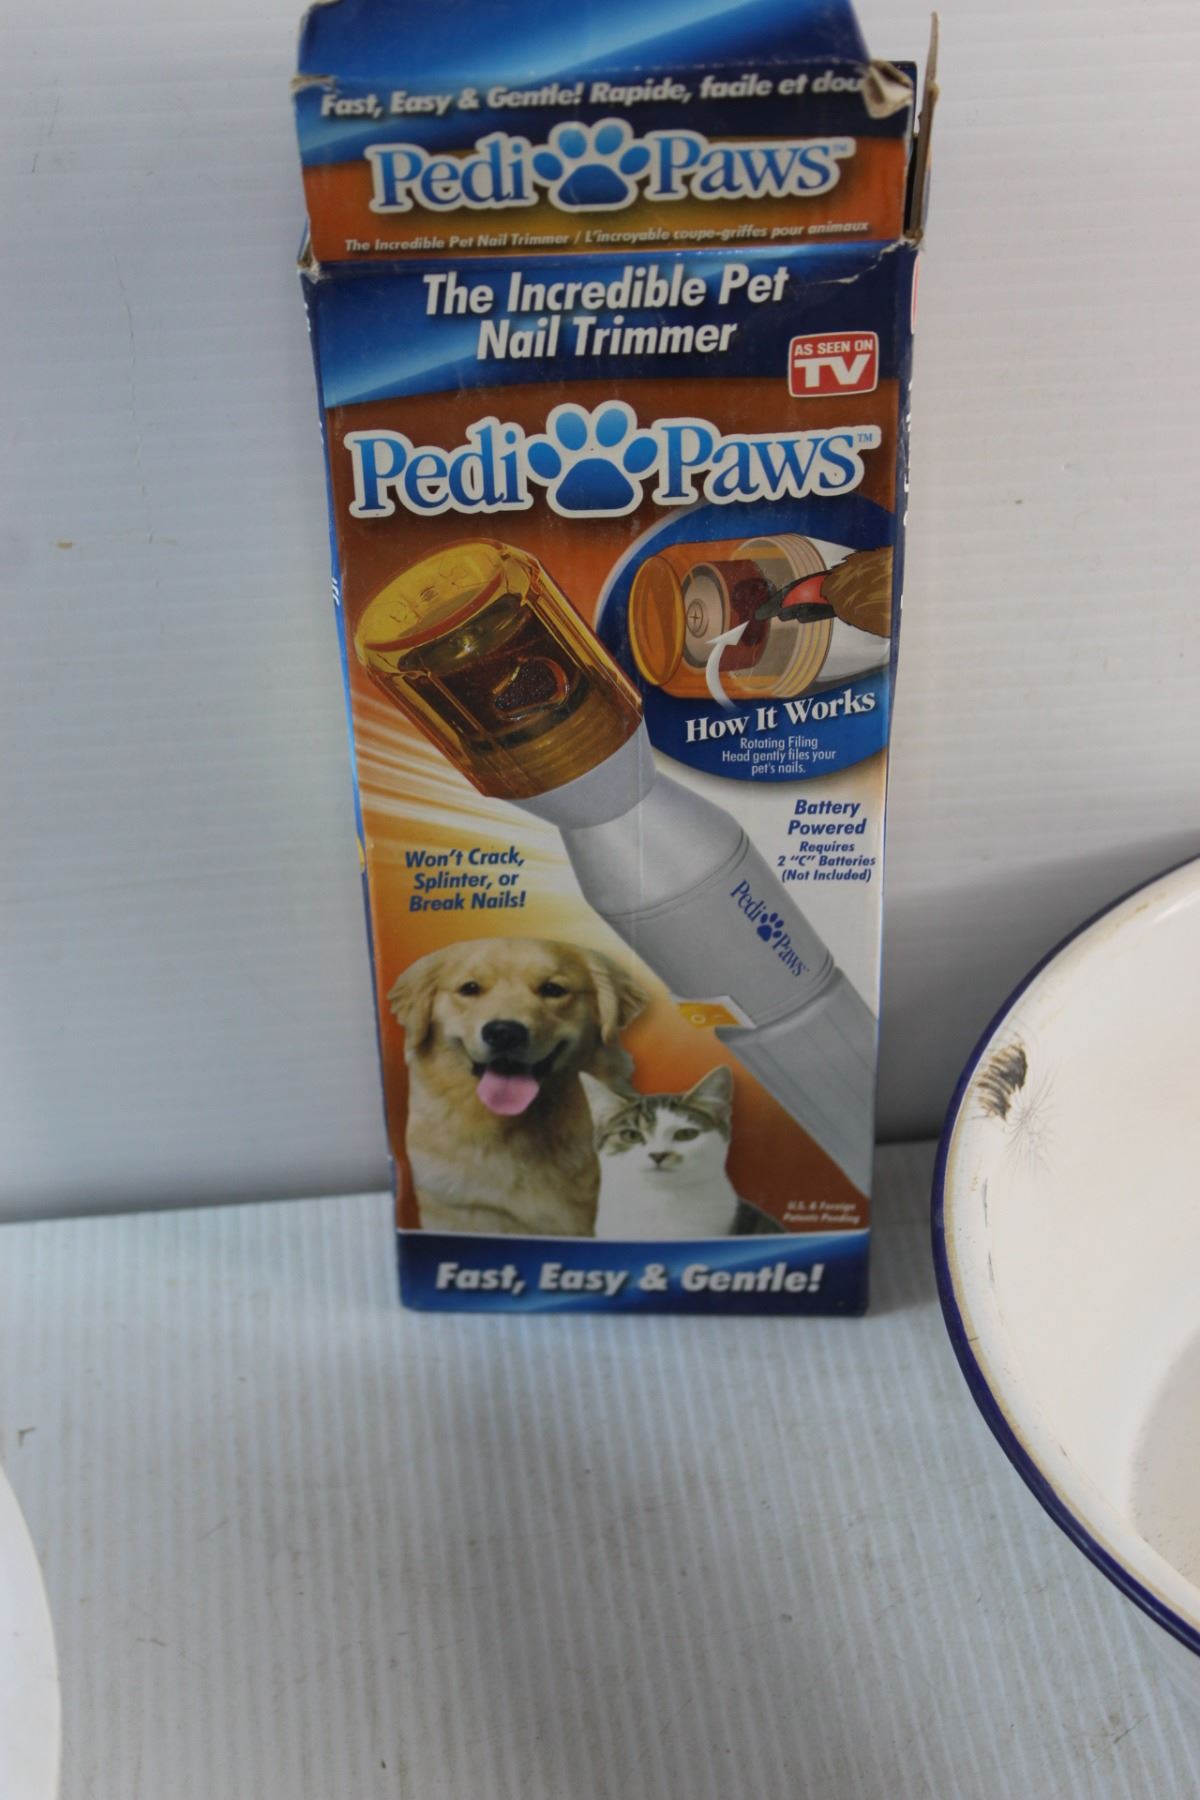 Fast, Easy & Gentle! Rapide, facile et dou
Pedi Paws™
The Incredible Pet Nail Trimmer / L'incroyable coupe-griffes pour animaux
The Incredible Pet
Nail Trimmer
AS SEEN ON
TV
Pedi Paws™
How It Works
Rotating Filing
Head gently files your
pet's nails.
Battery
Powered
Requires
2 "C" Batteries
(Not Included)
Won't Crack,
Splinter, or
Break Nails!
Pedi Paws
U.S. & Foreign
Patents Pending
Fast, Easy & Gentle!